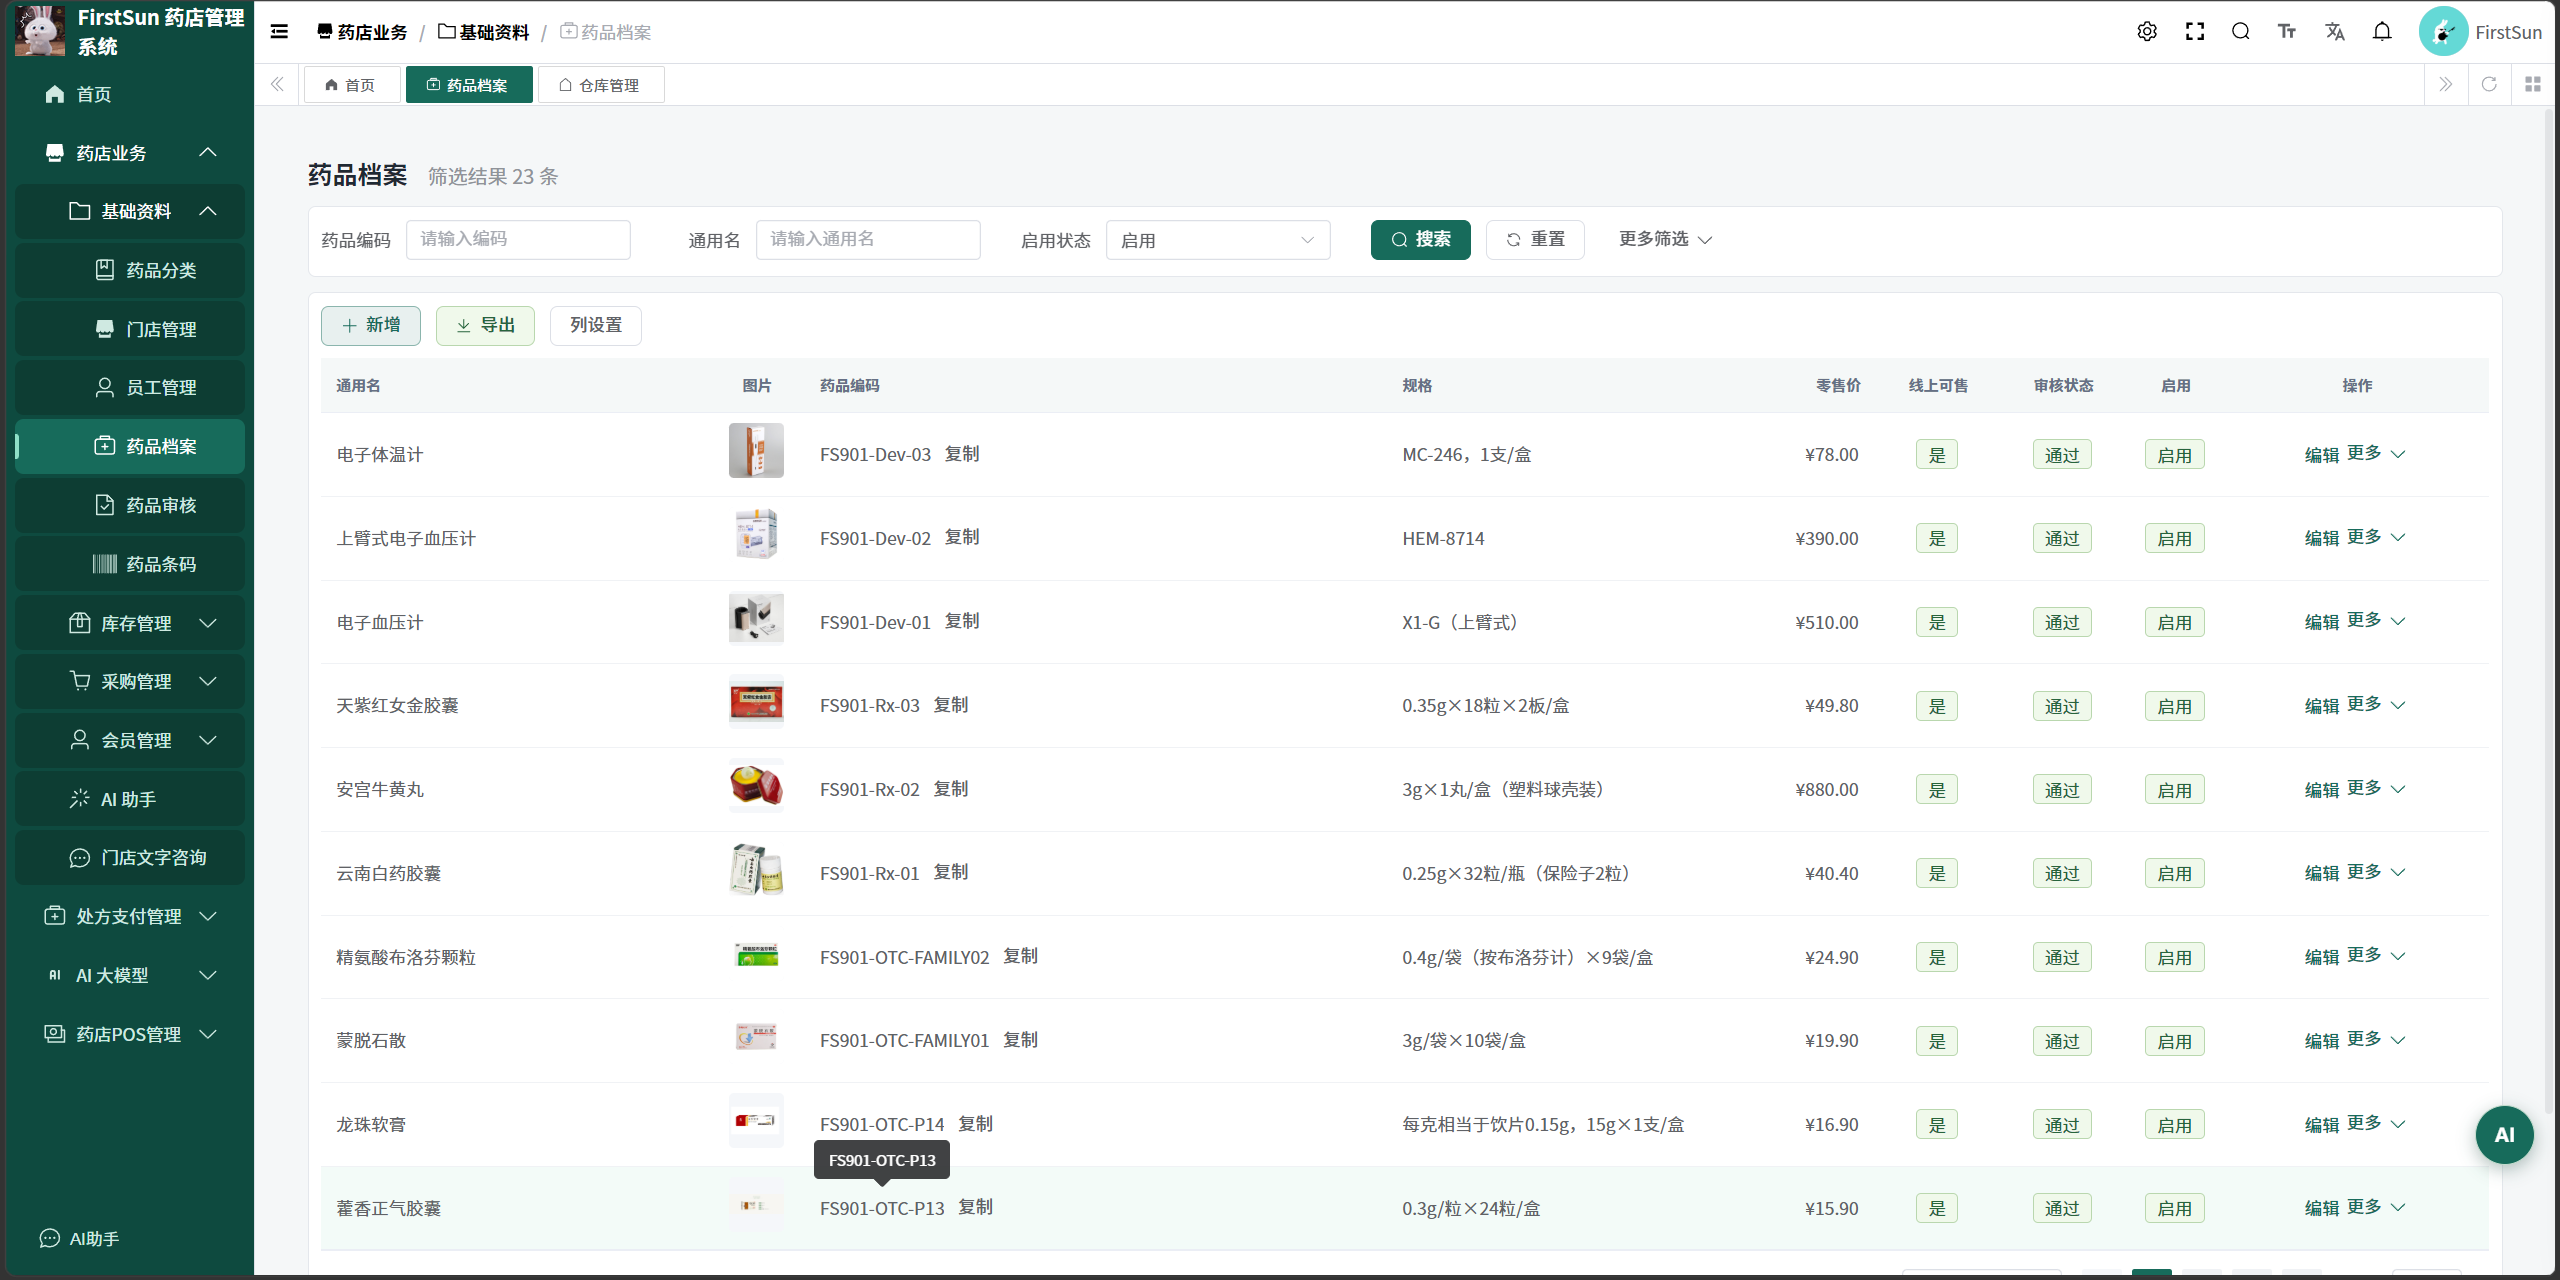 FirstSun 药店管理系统
首页
药店业务
基础资料
药品分类
门店管理
员工管理
药品档案
药品审核
药品条码
库存管理
采购管理
会员管理
AI 助手
门店文字咨询
处方支付管理
AI AI 大模型
药店POS管理
AI助手
药店业务 / 基础资料 / 药品档案
FirstSun
首页 药品档案 仓库管理
药品档案 筛选结果 23 条
药品编码 请输入编码 通用名 请输入通用名 启用状态 启用 搜索 重置 更多筛选
新增 导出 列设置
通用名 图片 药品编码 规格 零售价 线上可售 审核状态 启用 操作
电子体温计 FS901-Dev-03 复制 MC-246，1支/盒 ¥78.00 是 通过 启用 编辑 更多
上臂式电子血压计 FS901-Dev-02 复制 HEM-8714 ¥390.00 是 通过 启用 编辑 更多
电子血压计 FS901-Dev-01 复制 X1-G（上臂式） ¥510.00 是 通过 启用 编辑 更多
天紫红女金胶囊 FS901-Rx-03 复制 0.35g×18粒×2板/盒 ¥49.80 是 通过 启用 编辑 更多
安宫牛黄丸 FS901-Rx-02 复制 3g×1丸/盒（塑料球壳装） ¥880.00 是 通过 启用 编辑 更多
云南白药胶囊 FS901-Rx-01 复制 0.25g×32粒/瓶（保险子2粒） ¥40.40 是 通过 启用 编辑 更多
精氨酸布洛芬颗粒 FS901-OTC-FAMILY02 复制 0.4g/袋（按布洛芬计）×9袋/盒 ¥24.90 是 通过 启用 编辑 更多
蒙脱石散 FS901-OTC-FAMILY01 复制 3g/袋×10袋/盒 ¥19.90 是 通过 启用 编辑 更多
龙珠软膏 FS901-OTC-P14 复制 每克相当于饮片0.15g，15g×1支/盒 ¥16.90 是 通过 启用 编辑 更多
FS901-OTC-P13
藿香正气胶囊 FS901-OTC-P13 复制 0.3g/粒×24粒/盒 ¥15.90 是 通过 启用 编辑 更多
AI